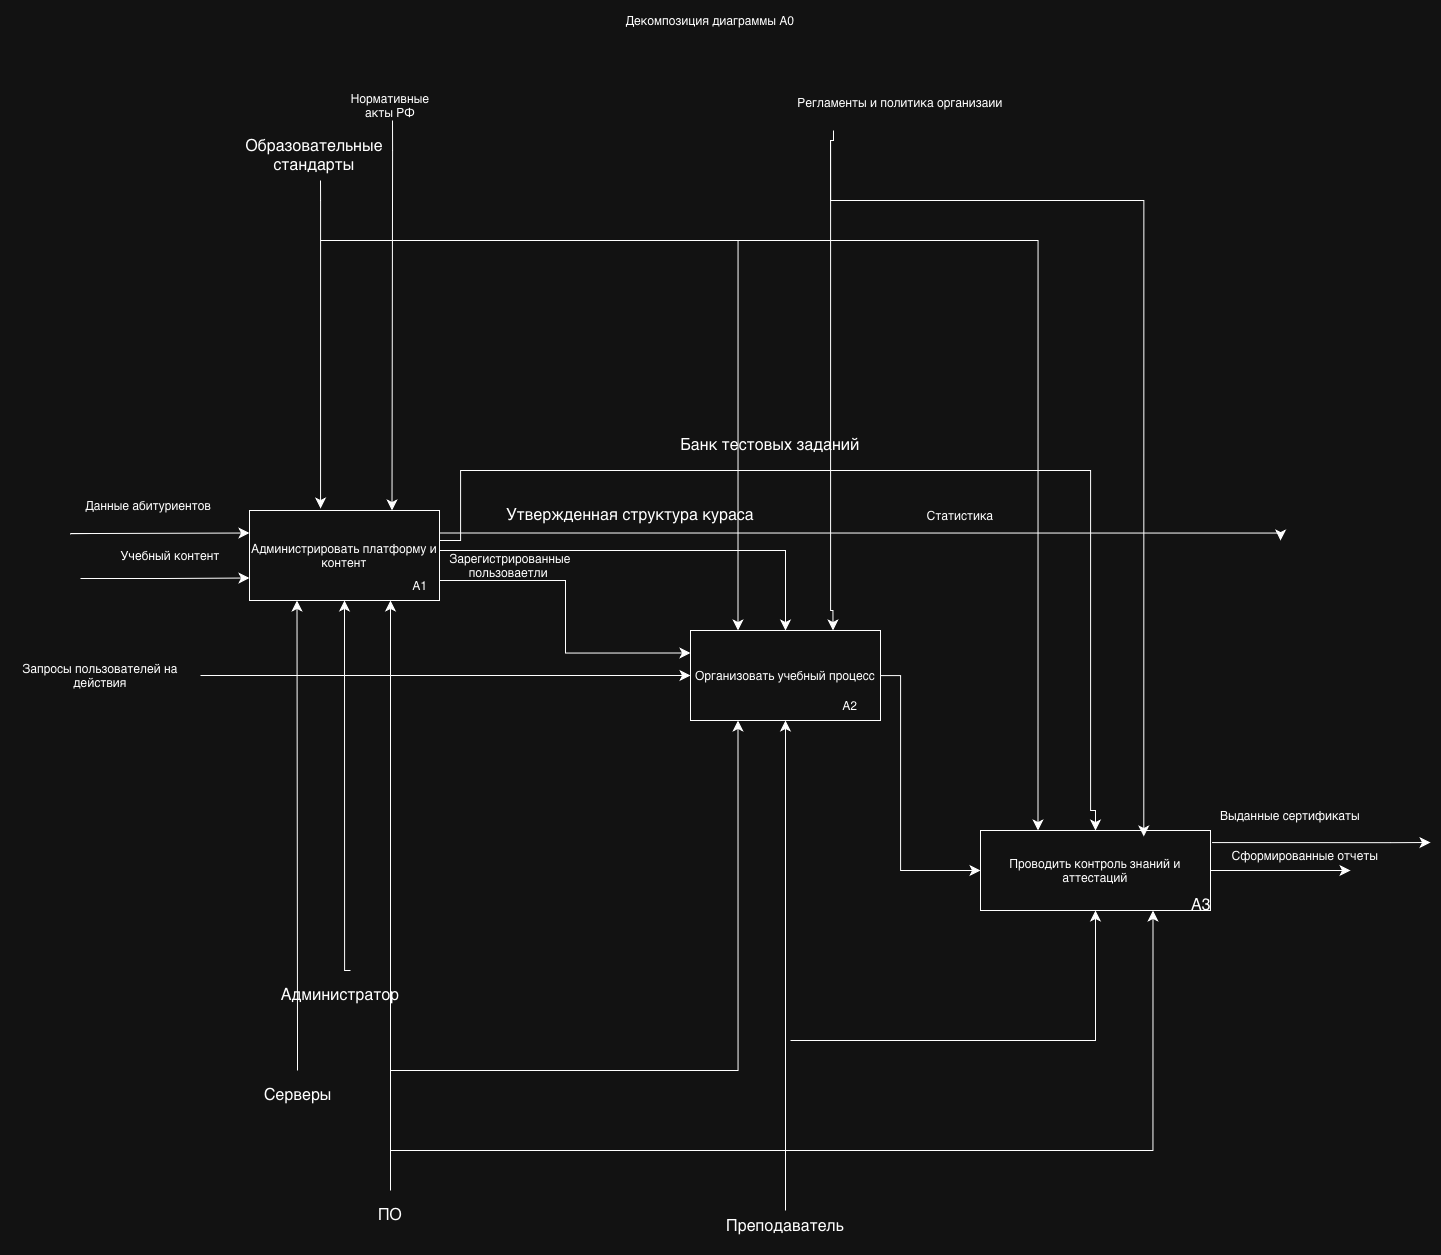 Декомпозиция диаграммы А0
Нормативные
акты РФ
Регламенты и политика организаии
Образовательные
стандарты
Банк тестовых заданий
Данные абитуриентов
Утвержденная структура кураса
Статистика
Учебный контент
Администрировать платформу и
контент
А1
Зарегистрированные
пользоваетли
Запросы пользователей на
действия
Организовать учебный процесс
А2
Выданные сертификаты
Сформированные отчеты
Проводить контроль знаний и
аттестаций
А3
Администратор
Серверы
ПО
Преподаватель